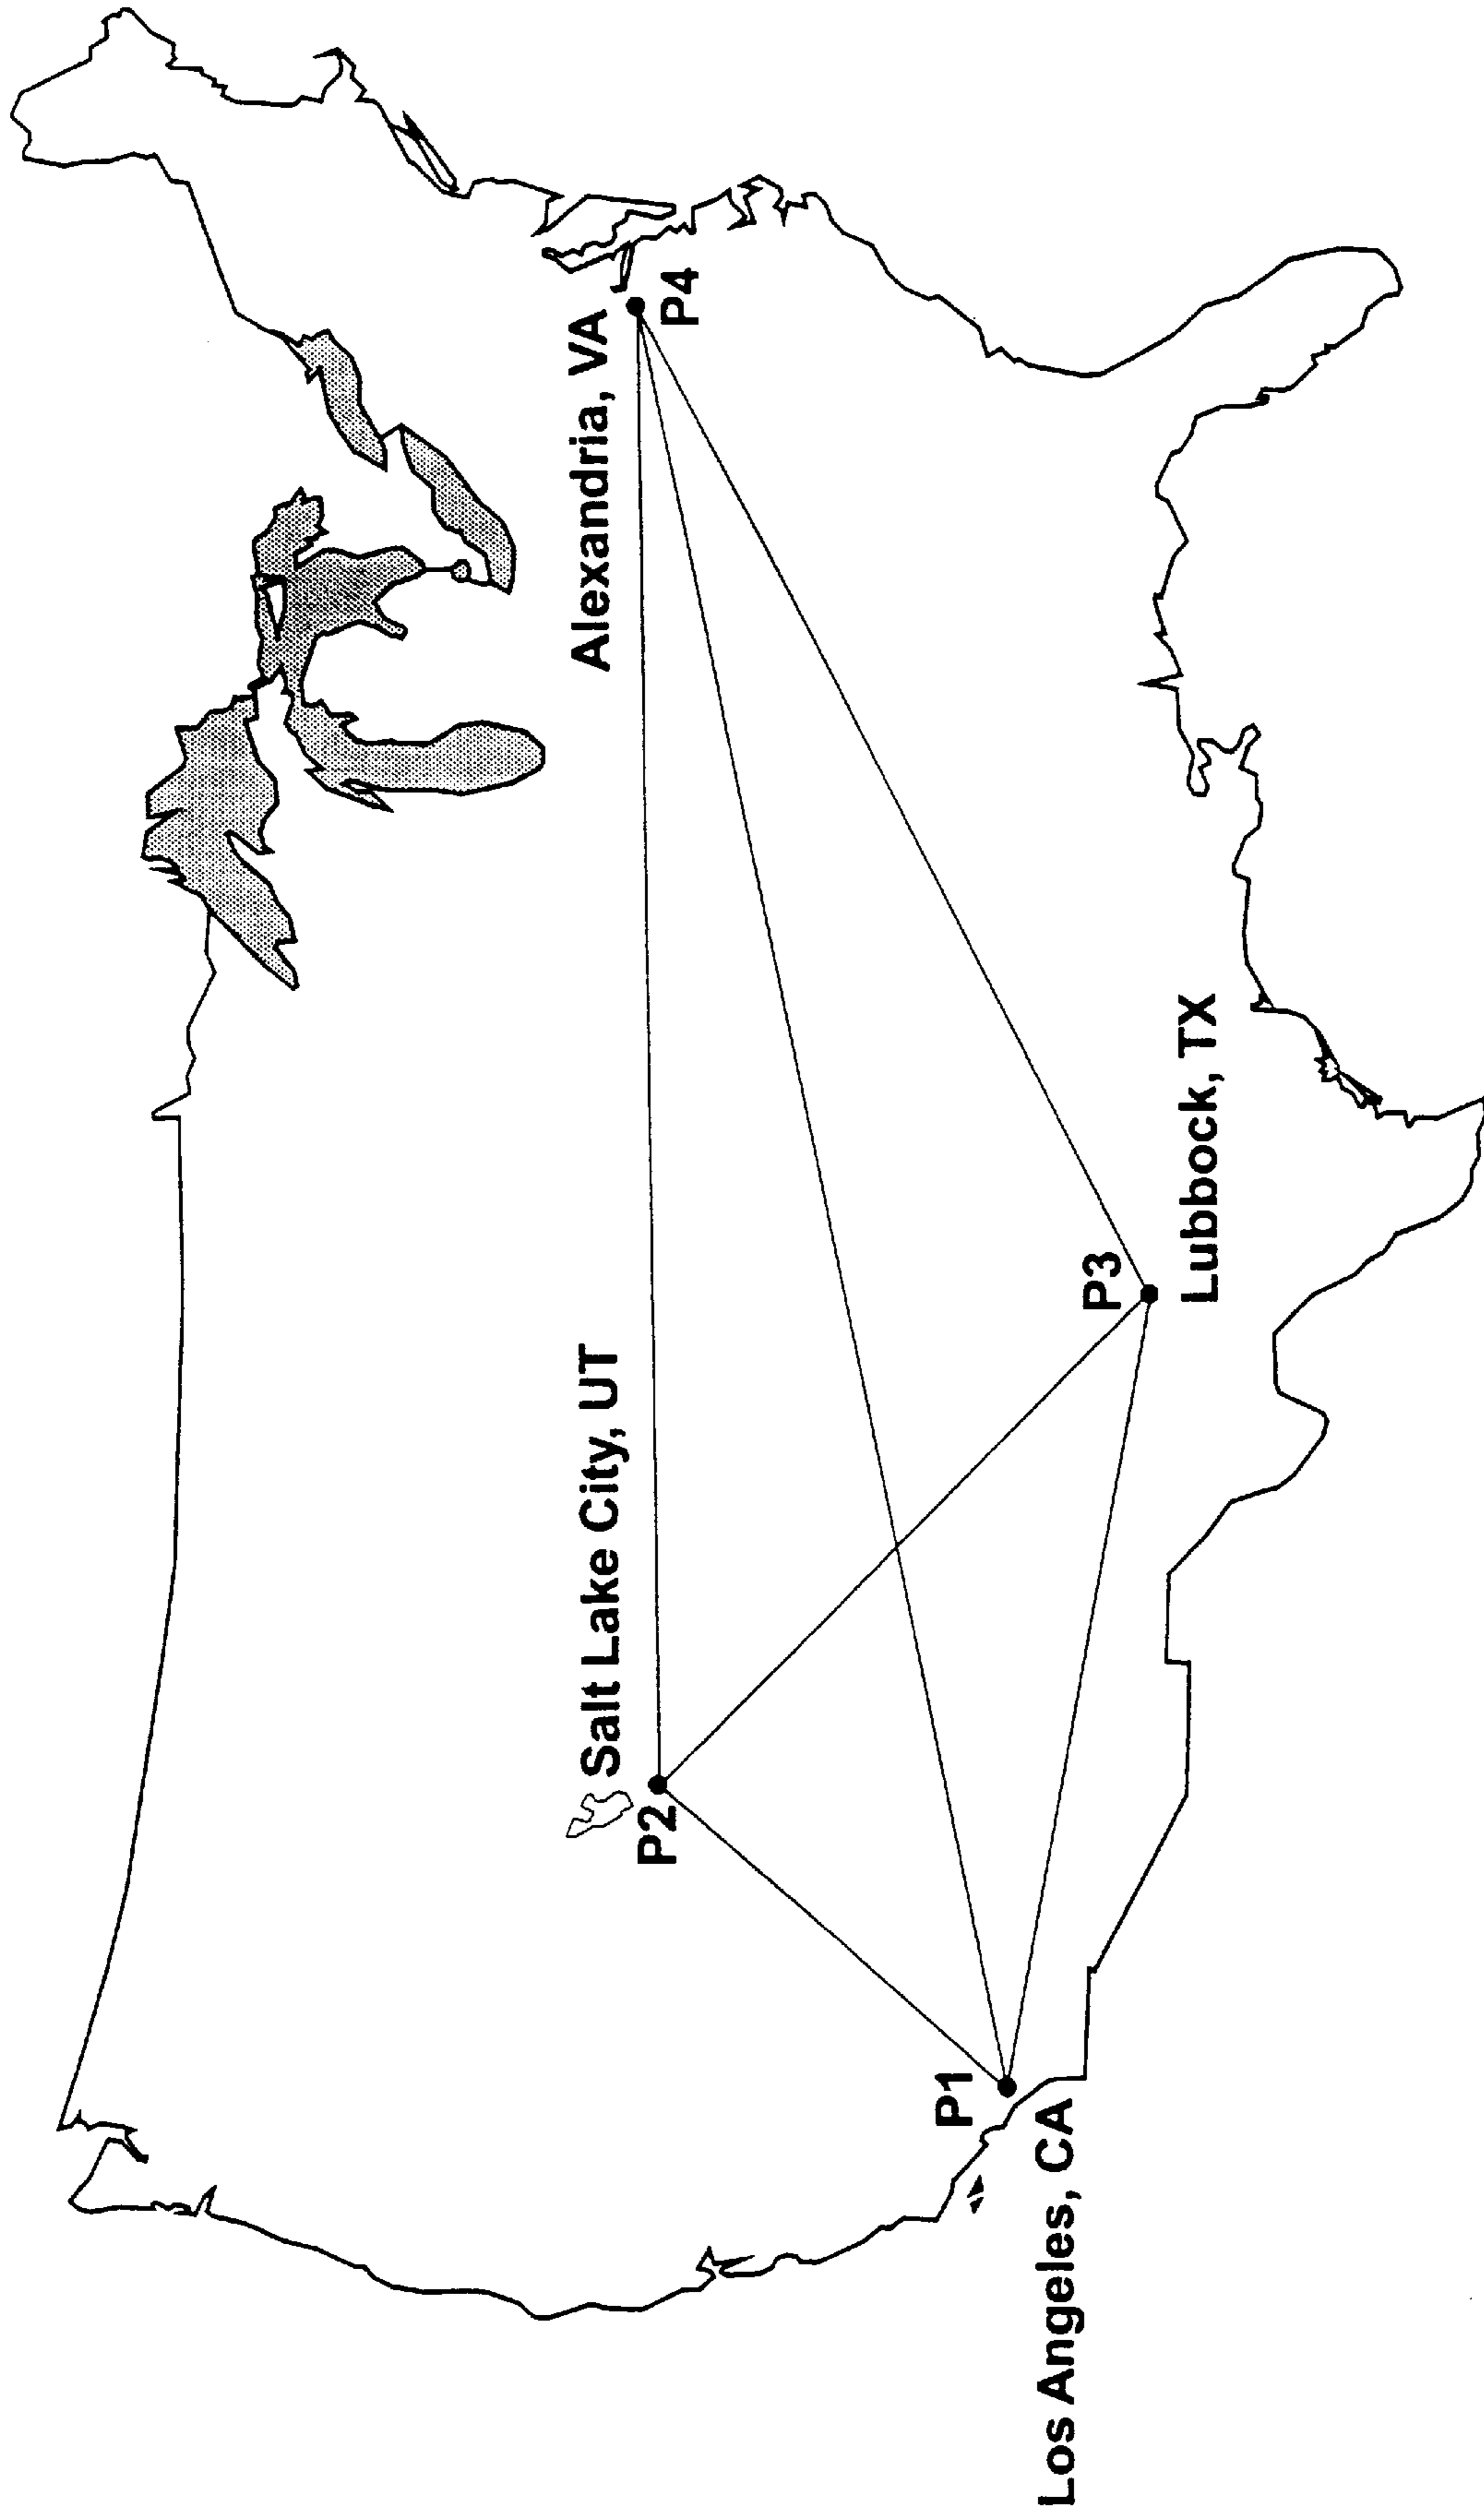 Salt Lake City, UT
P2
Alexandria, VA
P4
P1
Los Angeles, CA
P3
Lubbock, TX